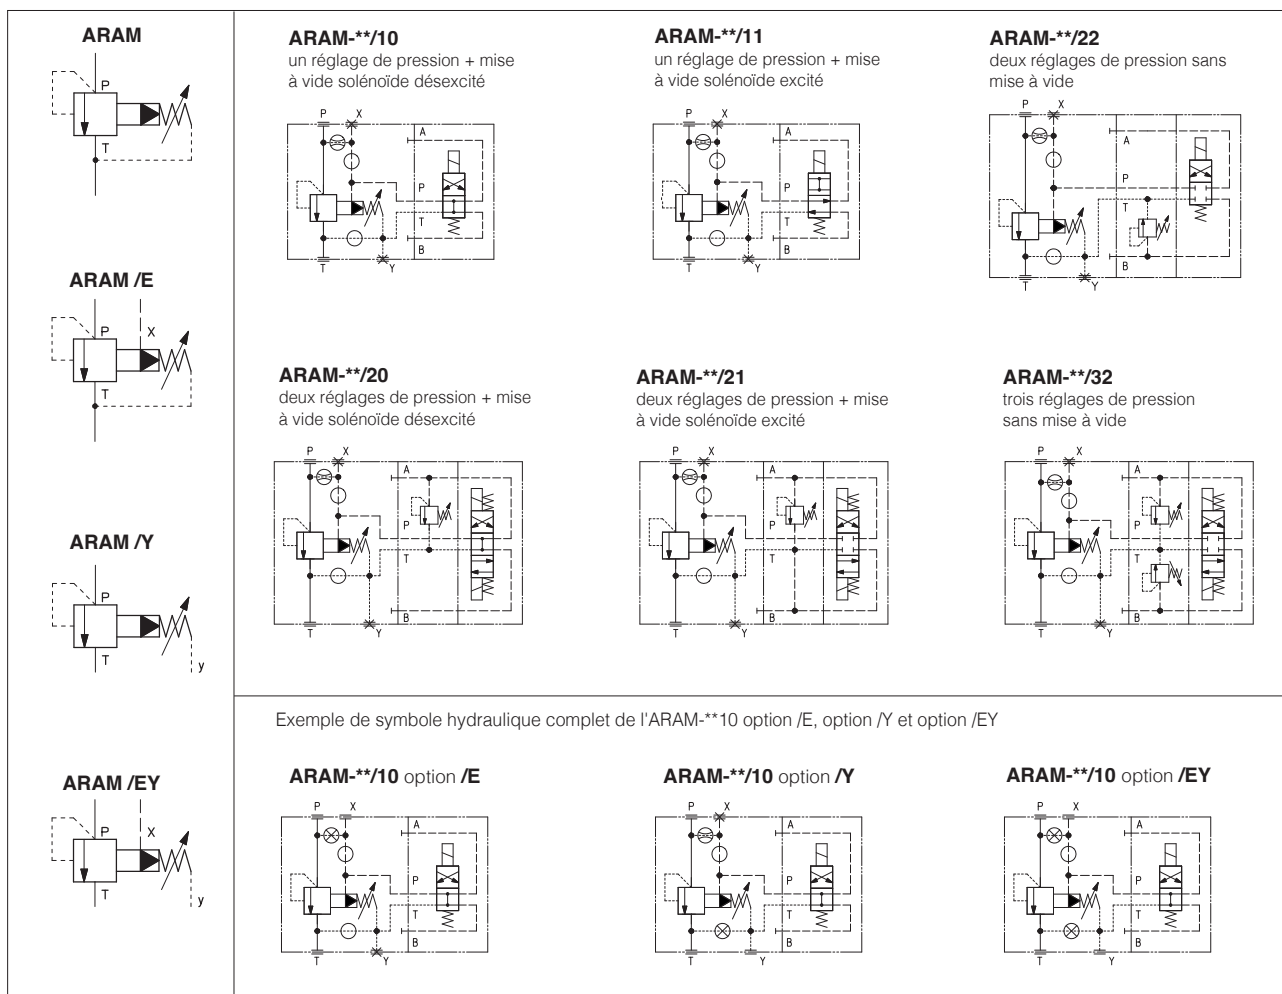 ARAM
P
T
ARAM /E
P
X
T
ARAM /Y
P
T
y
ARAM /EY
P
X
T
y
ARAM-**/10
un réglage de pression + mise
à vide solénoïde désexcité
P
X
A
P
T
B
T
Y
ARAM-**/11
un réglage de pression + mise
à vide solénoïde excité
P
X
A
P
T
B
T
Y
ARAM-**/22
deux réglages de pression sans
mise à vide
P
X
A
P
T
B
T
Y
ARAM-**/20
deux réglages de pression + mise
à vide solénoïde désexcité
P
X
A
P
T
B
T
Y
ARAM-**/21
deux réglages de pression + mise
à vide solénoïde excité
P
X
A
P
T
B
T
Y
ARAM-**/32
trois réglages de pression
sans mise à vide
P
X
A
P
T
B
T
Y
Exemple de symbole hydraulique complet de l'ARAM-**10 option /E, option /Y et option /EY
ARAM-**/10 option /E
P
X
A
P
T
B
T
Y
ARAM-**/10 option /Y
P
X
A
P
T
B
T
Y
ARAM-**/10 option /EY
P
X
A
P
T
B
T
Y